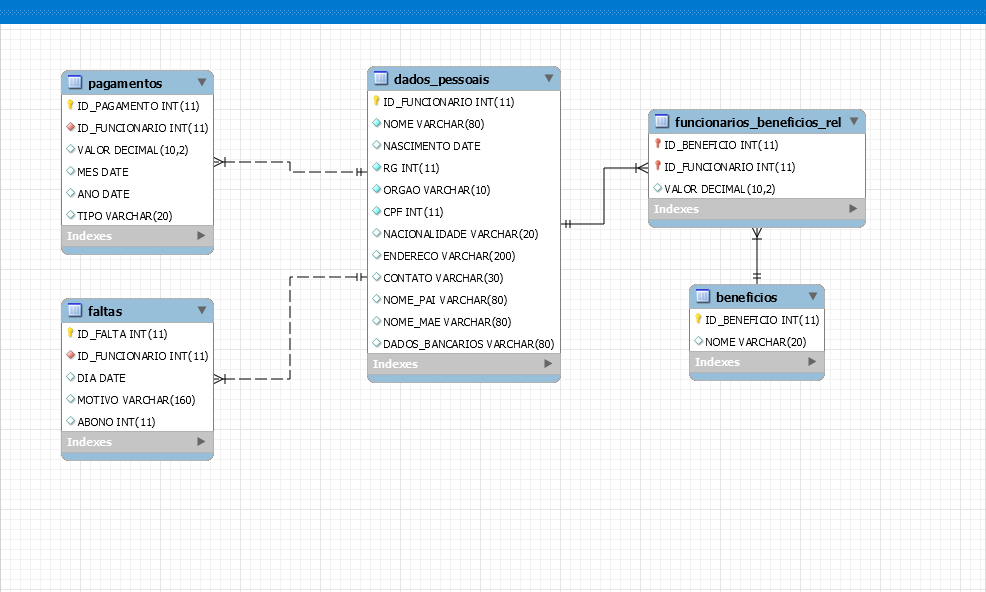 pagamentos
ID_PAGAMENTO INT(11)
ID_FUNCIONARIO INT(11)
VALOR DECIMAL(10,2)
MES DATE
ANO DATE
TIPO VARCHAR(20)
Indexes
faltas
ID_FALTA INT(11)
ID_FUNCIONARIO INT(11)
DIA DATE
MOTIVO VARCHAR(160)
ABONO INT(11)
Indexes
dados_pessoais
ID_FUNCIONARIO INT(11)
NOME VARCHAR(80)
NASCIMENTO DATE
RG INT(11)
ORGAO VARCHAR(10)
CPF INT(11)
NACIONALIDADE VARCHAR(20)
ENDERECO VARCHAR(200)
CONTATO VARCHAR(30)
NOME_PAI VARCHAR(80)
NOME_MAE VARCHAR(80)
DADOS_BANCARIOS VARCHAR(80)
Indexes
funcionarios_beneficios_rel
ID_BENEFICIO INT(11)
ID_FUNCIONARIO INT(11)
VALOR DECIMAL(10,2)
Indexes
beneficios
ID_BENEFICIO INT(11)
NOME VARCHAR(20)
Indexes